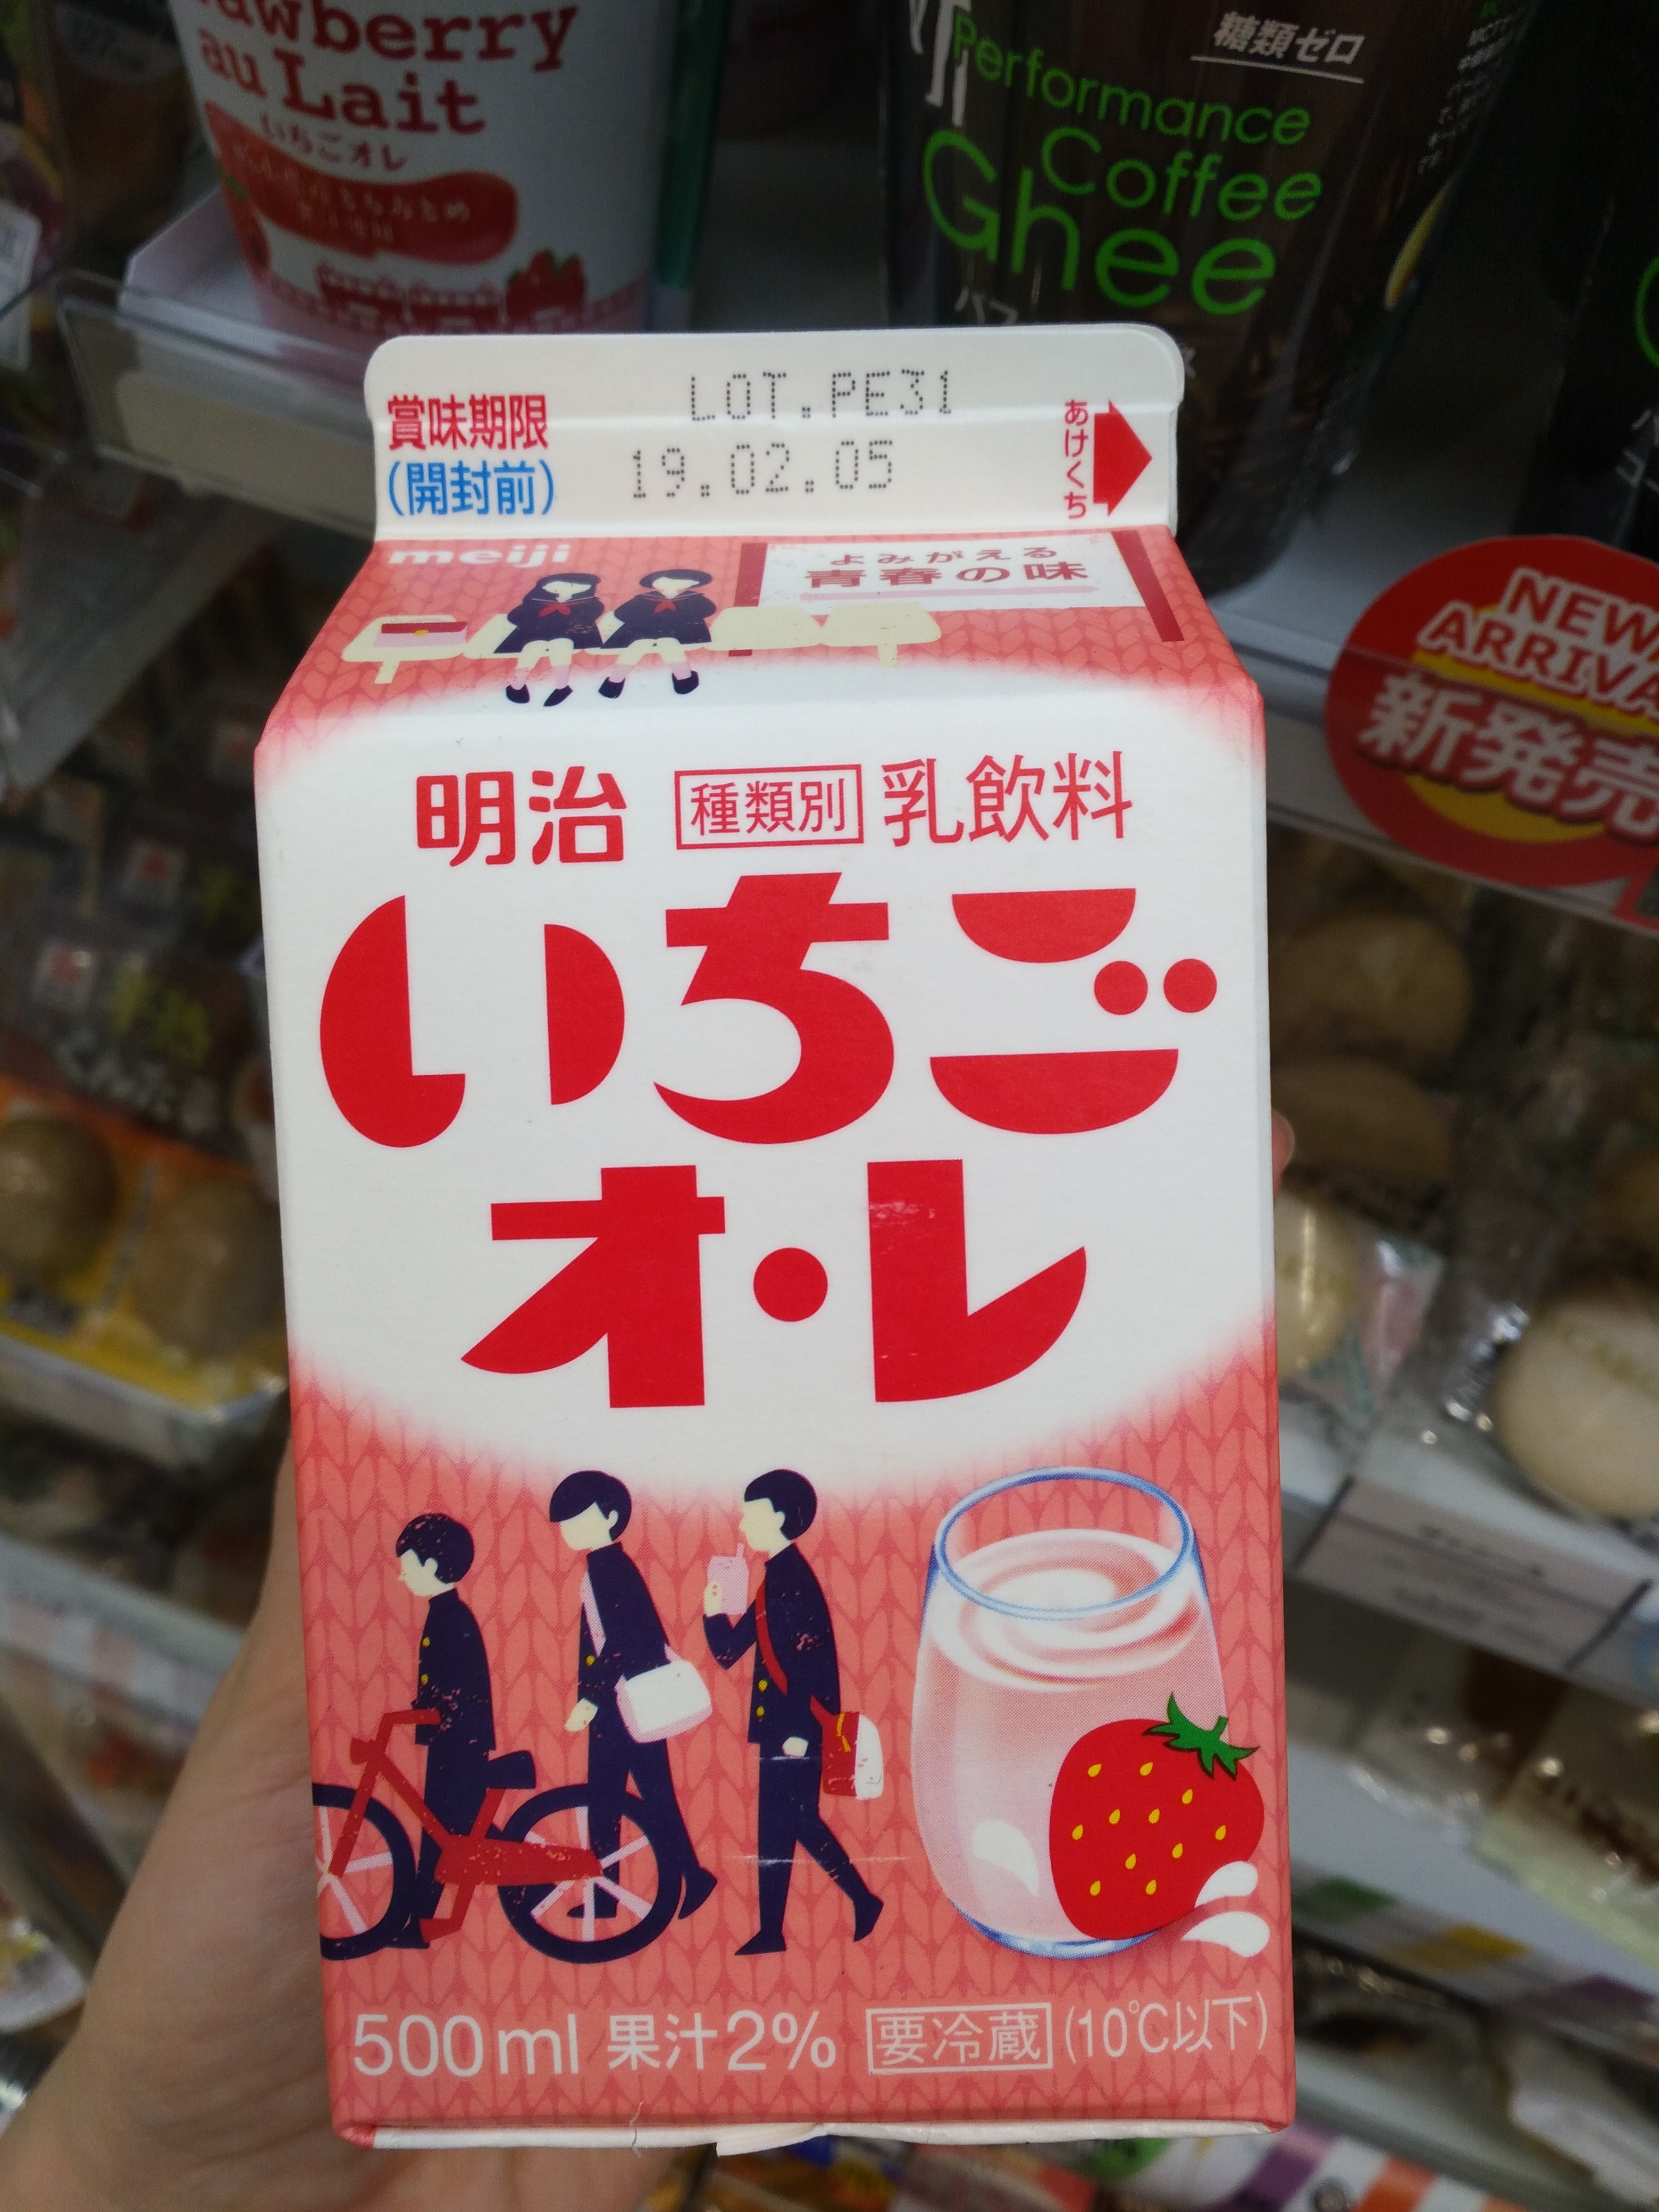 awberry
au Lait
いちごオレ
糖類ゼロ
Performance
Coffee
Ghee
賞味期限
(開封前)
LOT.PE31
19.02.05
あけくち
meiji
よみがえる
青春の味
NEW
ARRIVA
新発売
明治 種類別 乳飲料
いちご
オ・レ
500ml 果汁2% 要冷蔵 (10℃以下)